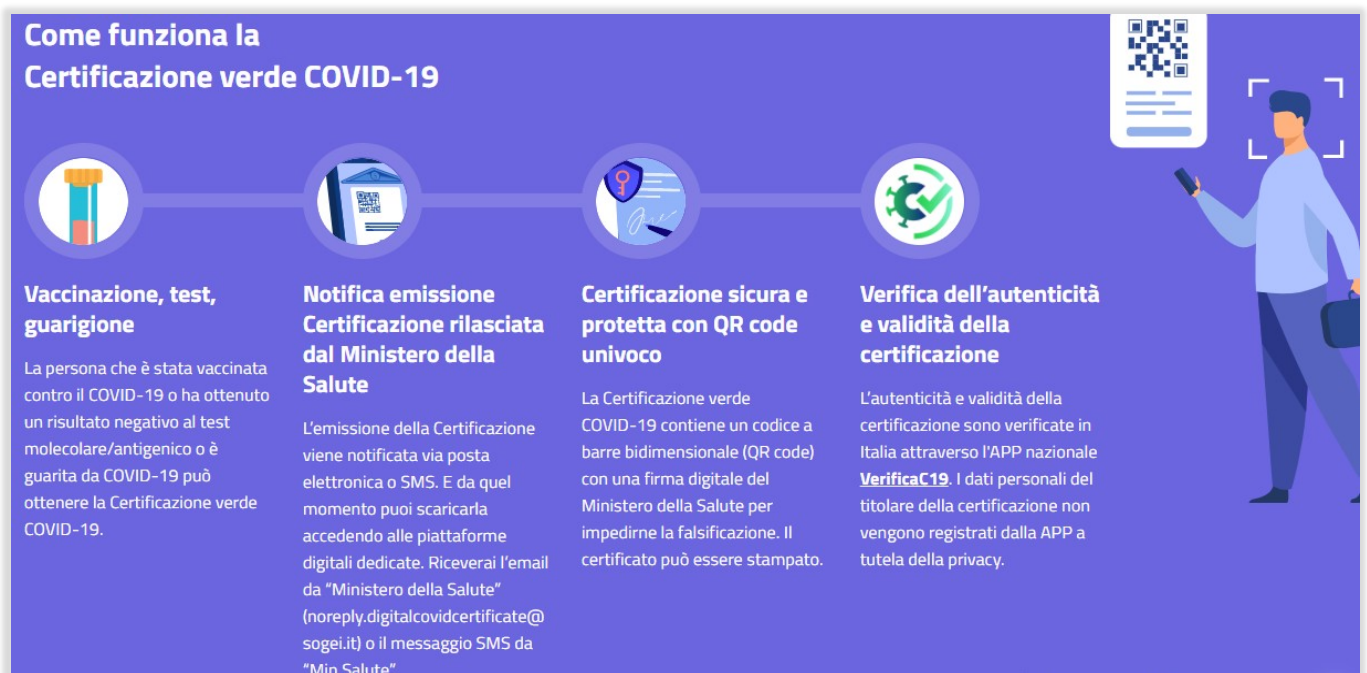 Come funziona la
Certificazione verde COVID-19
Vaccinazione, test,
guarigione
La persona che è stata vaccinata
contro il COVID-19 o ha ottenuto
un risultato negativo al test
molecolare/antigenico o è
guarita da COVID-19 può
ottenere la Certificazione verde
COVID-19.
Notifica emissione
Certificazione rilasciata
dal Ministero della
Salute
L'emissione della Certificazione
viene notificata via posta
elettronica o SMS. E da quel
momento puoi scaricarla
accedendo alle piattaforme
digitali dedicate. Riceverai l'email
da "Ministero della Salute"
(noreply.digitalcovidcertificate@
sogei.it) o il messaggio SMS da
"Min Salute"
Certificazione sicura e
protetta con QR code
univoco
La Certificazione verde
COVID-19 contiene un codice a
barre bidimensionale (QR code)
con una firma digitale del
Ministero della Salute per
impedirne la falsificazione. Il
certificato può essere stampato.
Verifica dell'autenticità
e validità della
certificazione
L'autenticità e validità della
certificazione sono verificate in
Italia attraverso l'APP nazionale
VerificaC19. I dati personali del
titolare della certificazione non
vengono registrati dalla APP a
tutela della privacy.